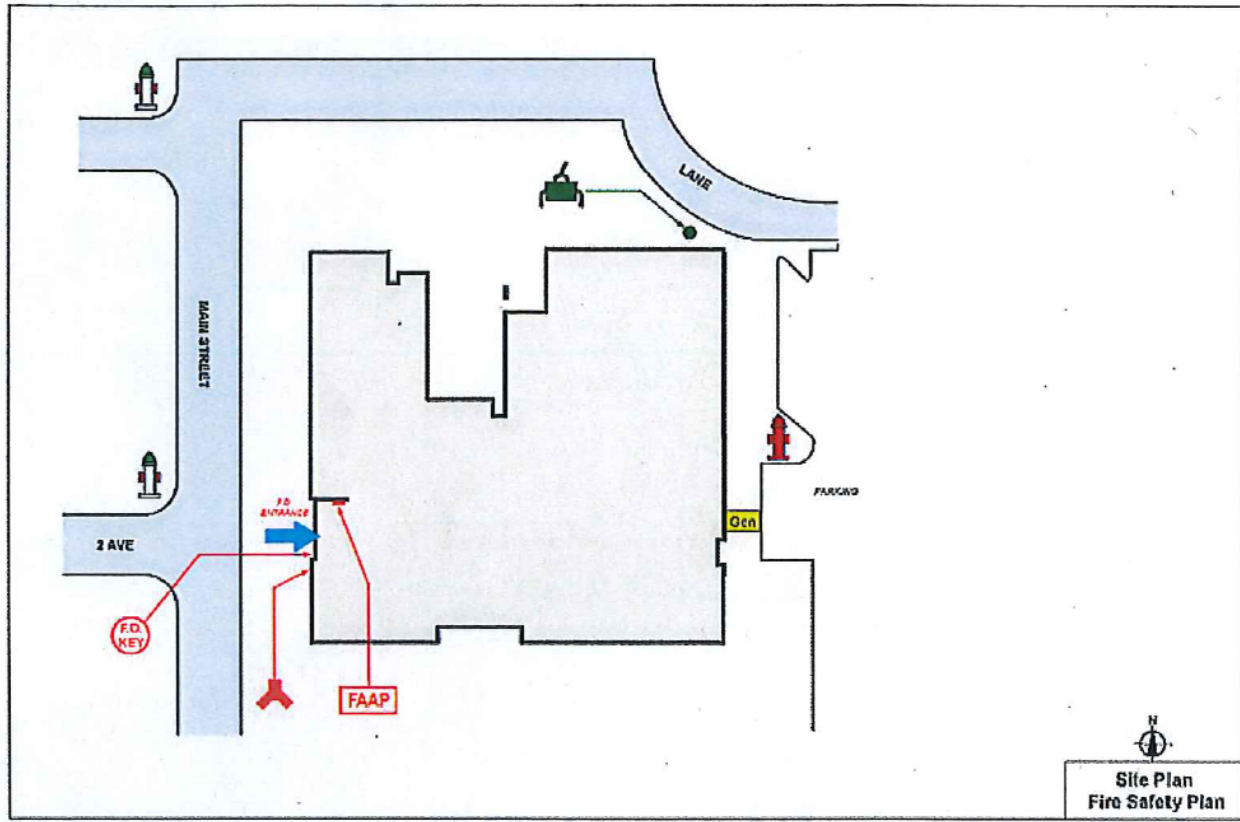 LANE
MAIN STREET
F.D.
ENTRANCE
PARKING
Gen
2 AVE
F.D.
KEY
FAAP
N
Site Plan
Fire Safety Plan